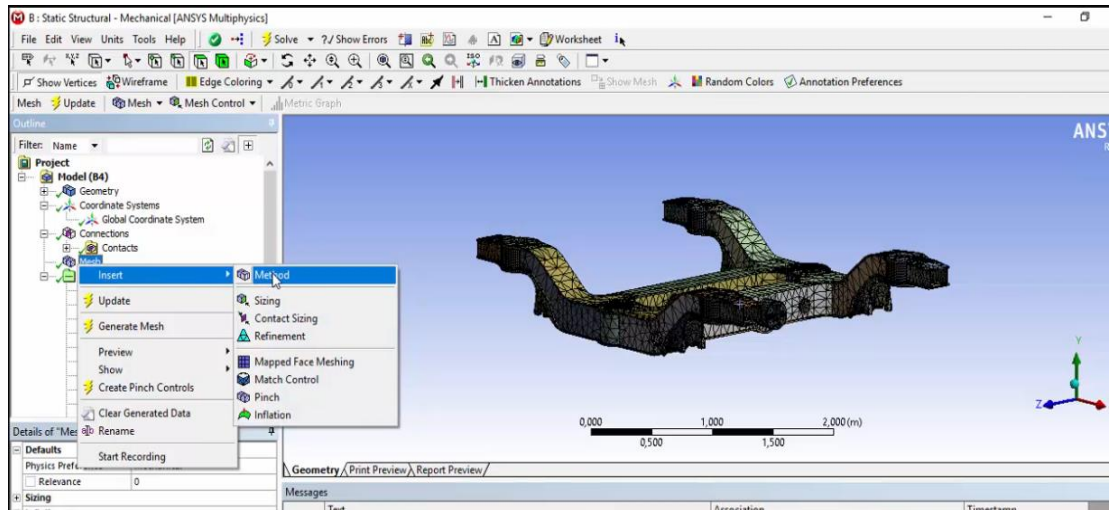 B : Static Structural - Mechanical [ANSYS Multiphysics]
File Edit View Units Tools Help Solve ?/ Show Errors Worksheet
Show Vertices Wireframe Edge Coloring Thicken Annotations Show Mesh Random Colors Annotation Preferences
Mesh Update Mesh Mesh Control Metric Graph
Outline
Filter: Name
Project
Model (B4)
Geometry
Coordinate Systems
Global Coordinate System
Connections
Contacts
Mesh
Insert
Update
Generate Mesh
Preview
Show
Create Pinch Controls
Clear Generated Data
Rename
Start Recording
Method
Sizing
Contact Sizing
Refinement
Mapped Face Meshing
Match Control
Pinch
Inflation
Details of "Mes
Defaults
Physics Pref
Relevance 0
Sizing
ANS
R
Y
Z
0,000 1,000 2,000 (m)
0,500 1,500
Geometry Print Preview Report Preview
Messages
Text Association Timestamp